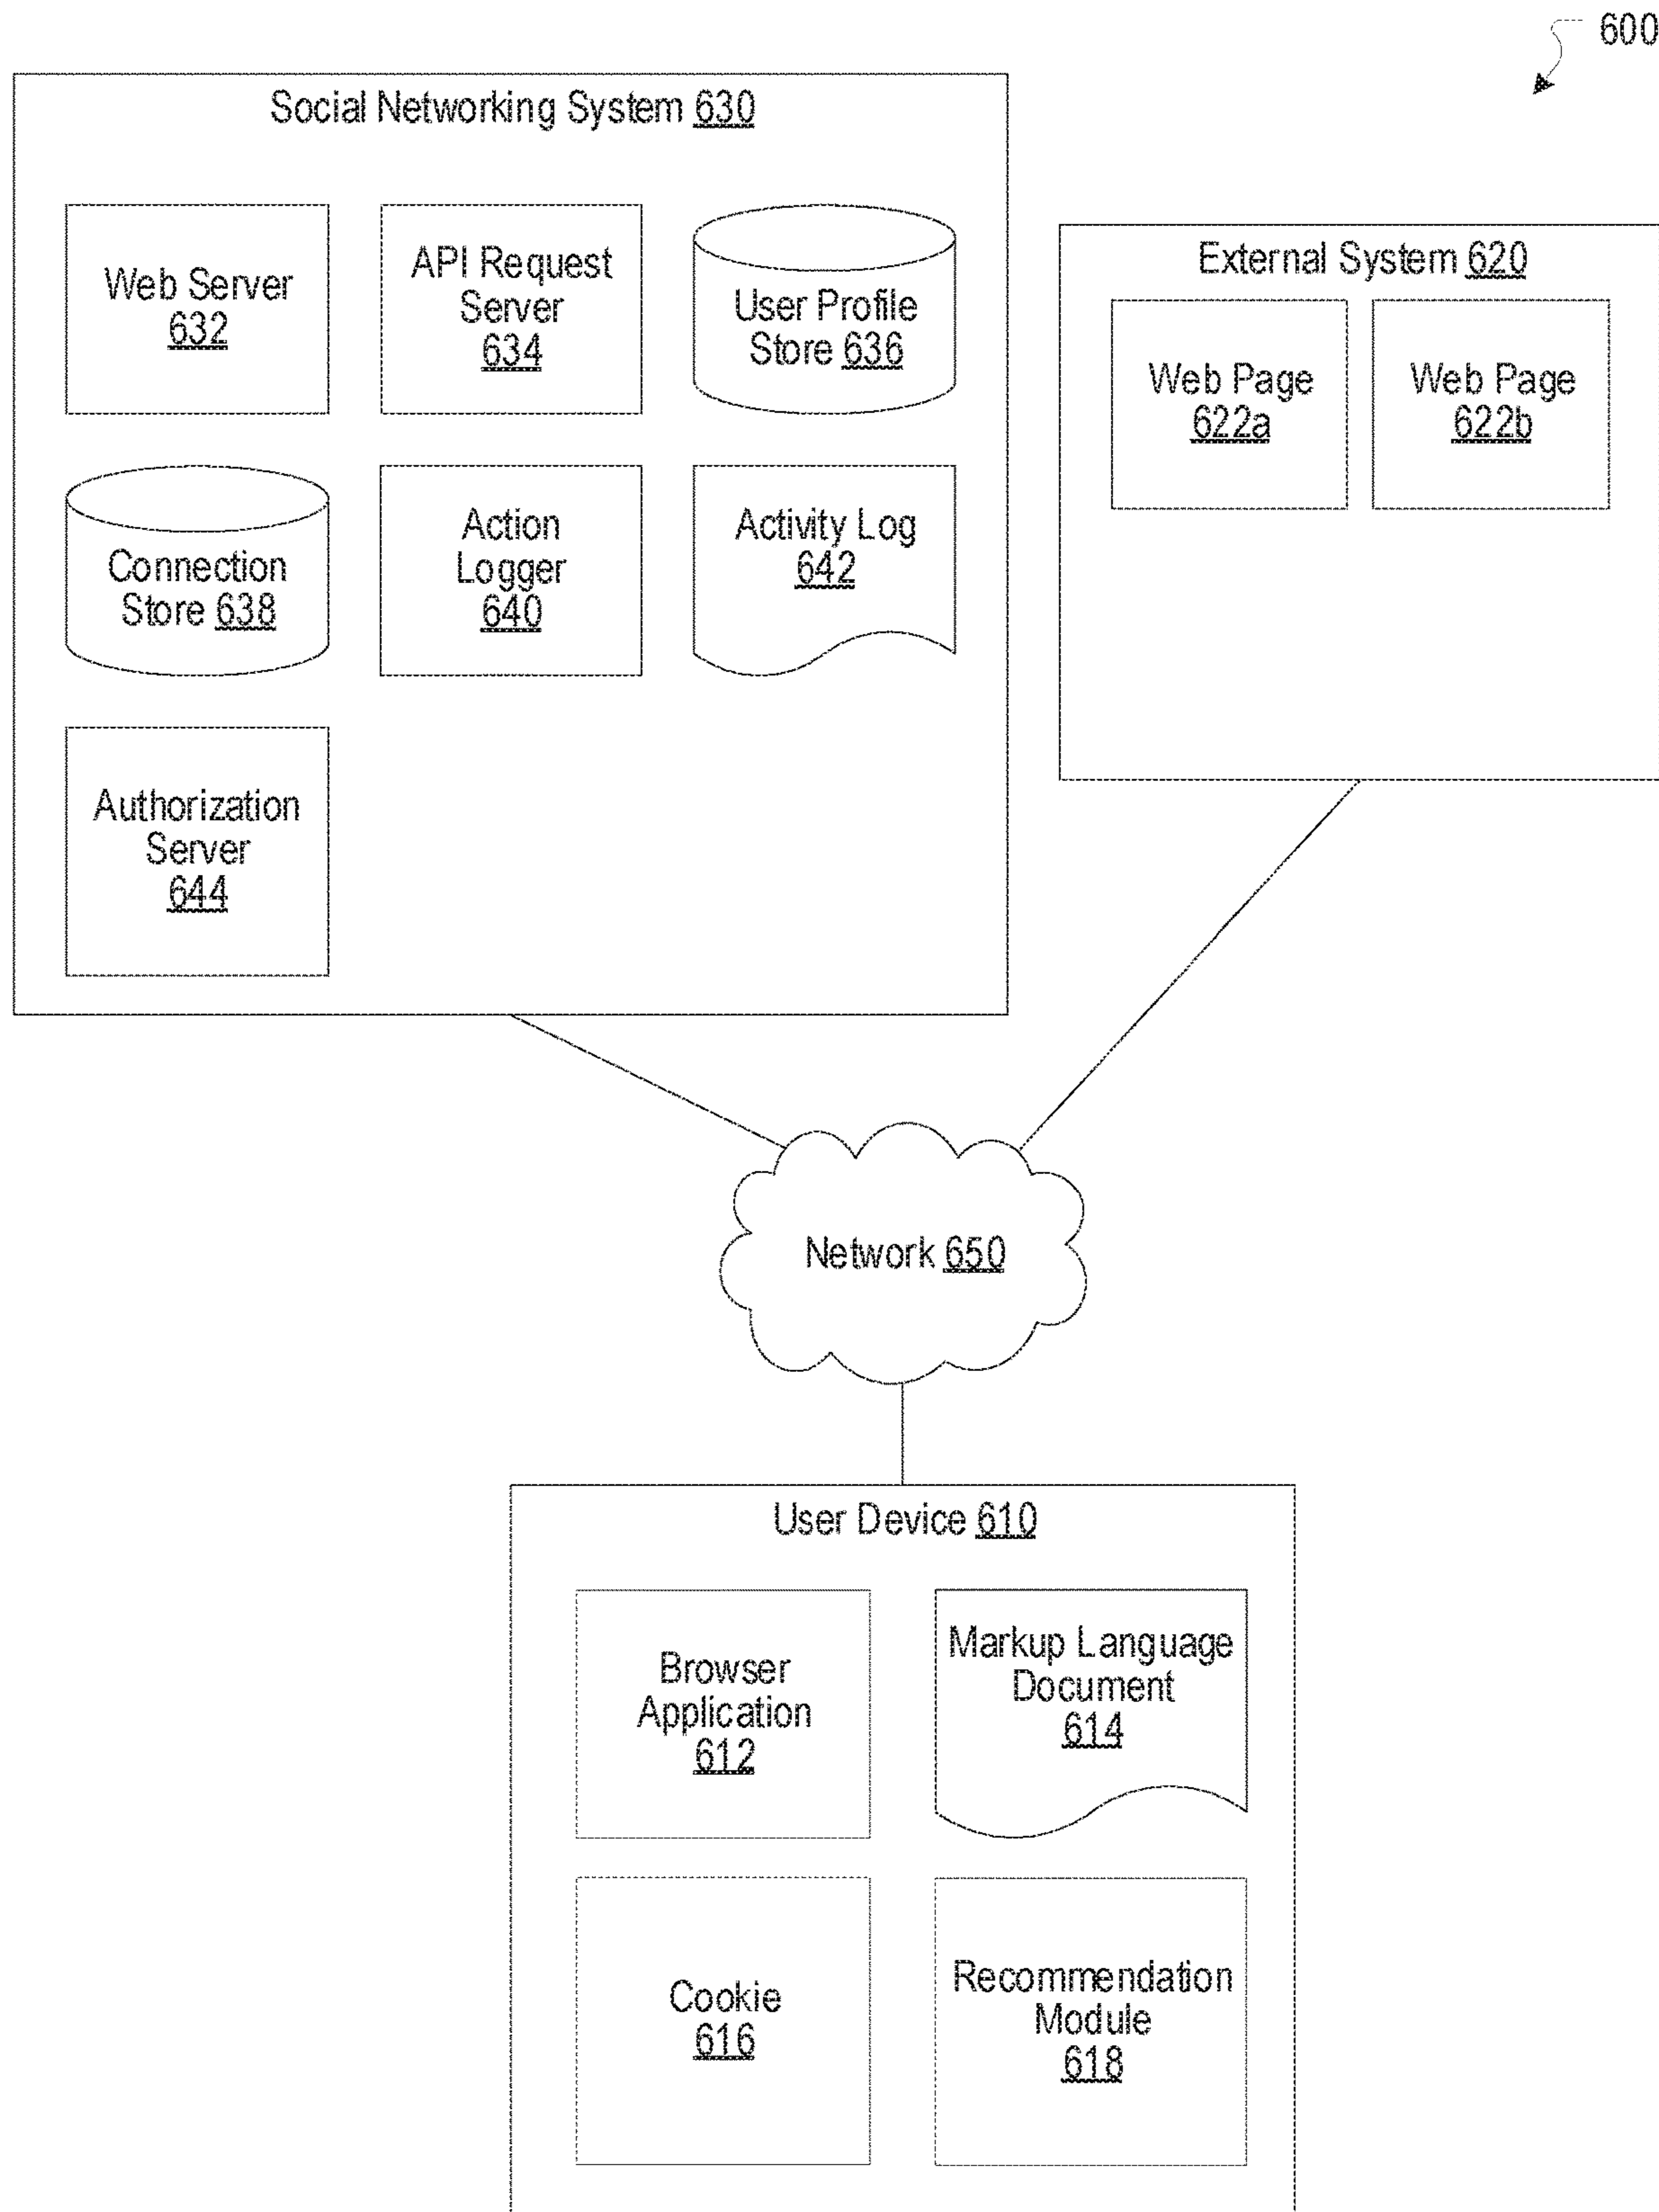 600
Social Networking System 630
Web Server
632
API Request
Server
634
User Profile
Store 636
Connection
Store 638
Action
Logger
640
Activity Log
642
Authorization
Server
644
External System 620
Web Page
622a
Web Page
622b
Network 650
User Device 610
Browser
Application
612
Markup Language
Document
614
Cookie
616
Recommendation
Module
618